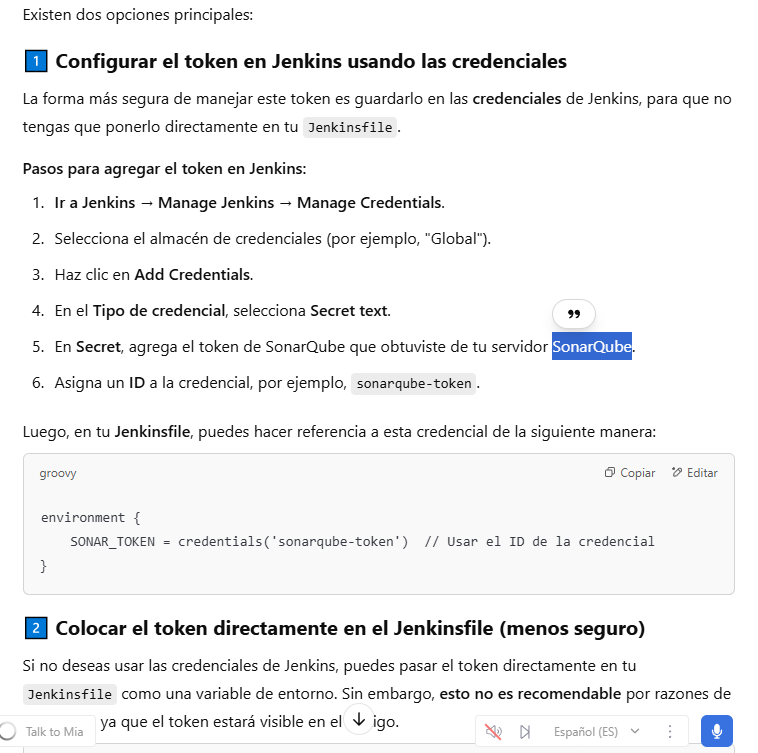 Existen dos opciones principales:
1 Configurar el token en Jenkins usando las credenciales
La forma más segura de manejar este token es guardarlo en las credenciales de Jenkins, para que no
tengas que ponerlo directamente en tu Jenkinsfile.
Pasos para agregar el token en Jenkins:
1. Ir a Jenkins → Manage Jenkins → Manage Credentials.
2. Selecciona el almacén de credenciales (por ejemplo, "Global").
3. Haz clic en Add Credentials.
4. En el Tipo de credencial, selecciona Secret text.
5. En Secret, agrega el token de SonarQube que obtuviste de tu servidor SonarQube.
6. Asigna un ID a la credencial, por ejemplo, sonarqube-token.
Luego, en tu Jenkinsfile, puedes hacer referencia a esta credencial de la siguiente manera:
groovy Copiar Editar
environment {
    SONAR_TOKEN = credentials('sonarqube-token')  // Usar el ID de la credencial
}
2 Colocar el token directamente en el Jenkinsfile (menos seguro)
Si no deseas usar las credenciales de Jenkins, puedes pasar el token directamente en tu
Jenkinsfile como una variable de entorno. Sin embargo, esto no es recomendable por razones de
ya que el token estará visible en el igo.
Talk to Mia Español (ES)